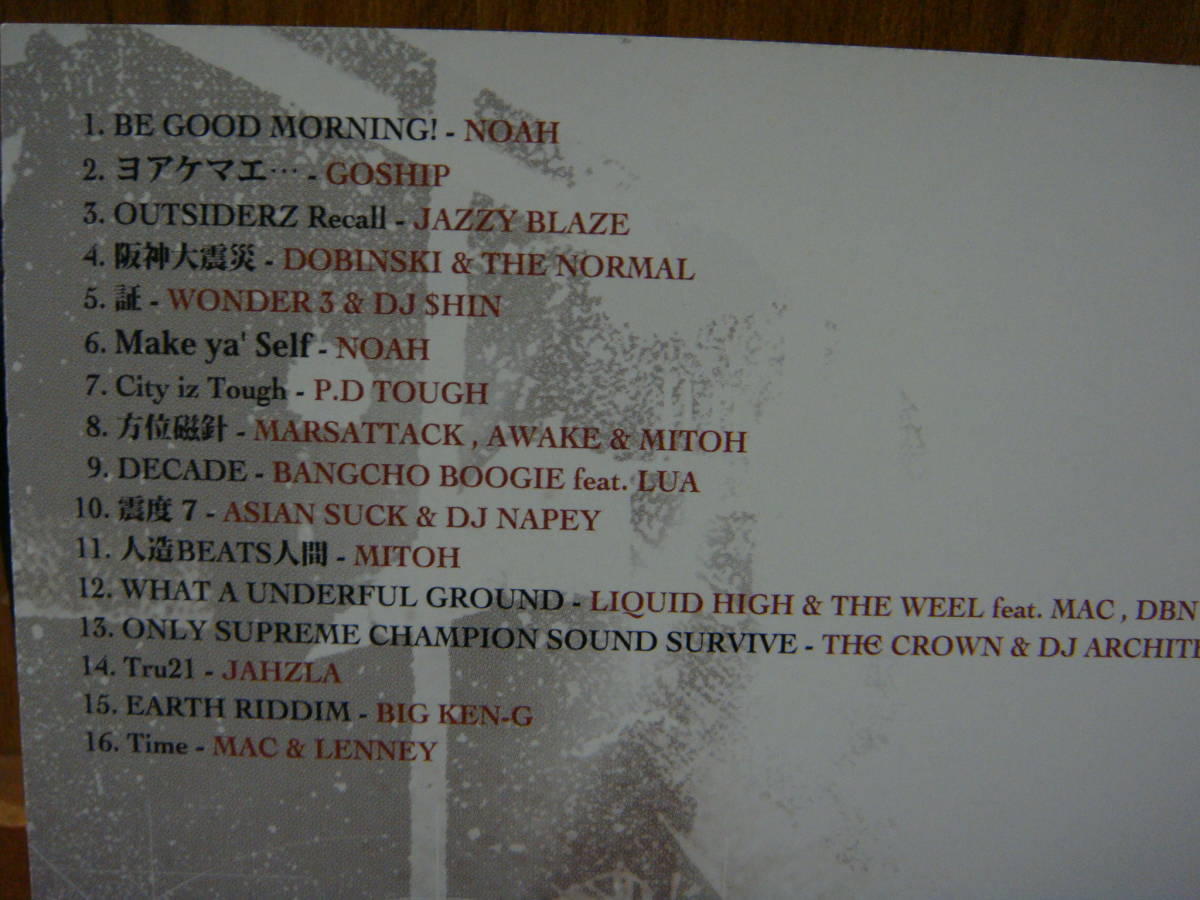 1. BE GOOD MORNING! - NOAH
2. ヨアケマエ… - GOSHIP
3. OUTSIDERZ Recall - JAZZY BLAZE
4. 阪神大震災 - DOBINSKI & THE NORMAL
5. 証 - WONDER 3 & DJ $HIN
6. Make ya' Self - NOAH
7. City iz Tough - P.D TOUGH
8. 方位磁針 - MARSATTACK , AWAKE & MITOH
9. DECADE - BANGCHO BOOGIE feat. LUA
10. 震度 7 - ASIAN SUCK & DJ NAPEY
11. 人造BEATS人間 - MITOH
12. WHAT A UNDERFUL GROUND - LIQUID HIGH & THE WEEL feat. MAC , DBN
13. ONLY SUPREME CHAMPION SOUND SURVIVE - TH€ CROWN & DJ
14. Tru21 - JAHZLA
15. EARTH RIDDIM - BIG KEN-G
16. Time - MAC & LENNEY